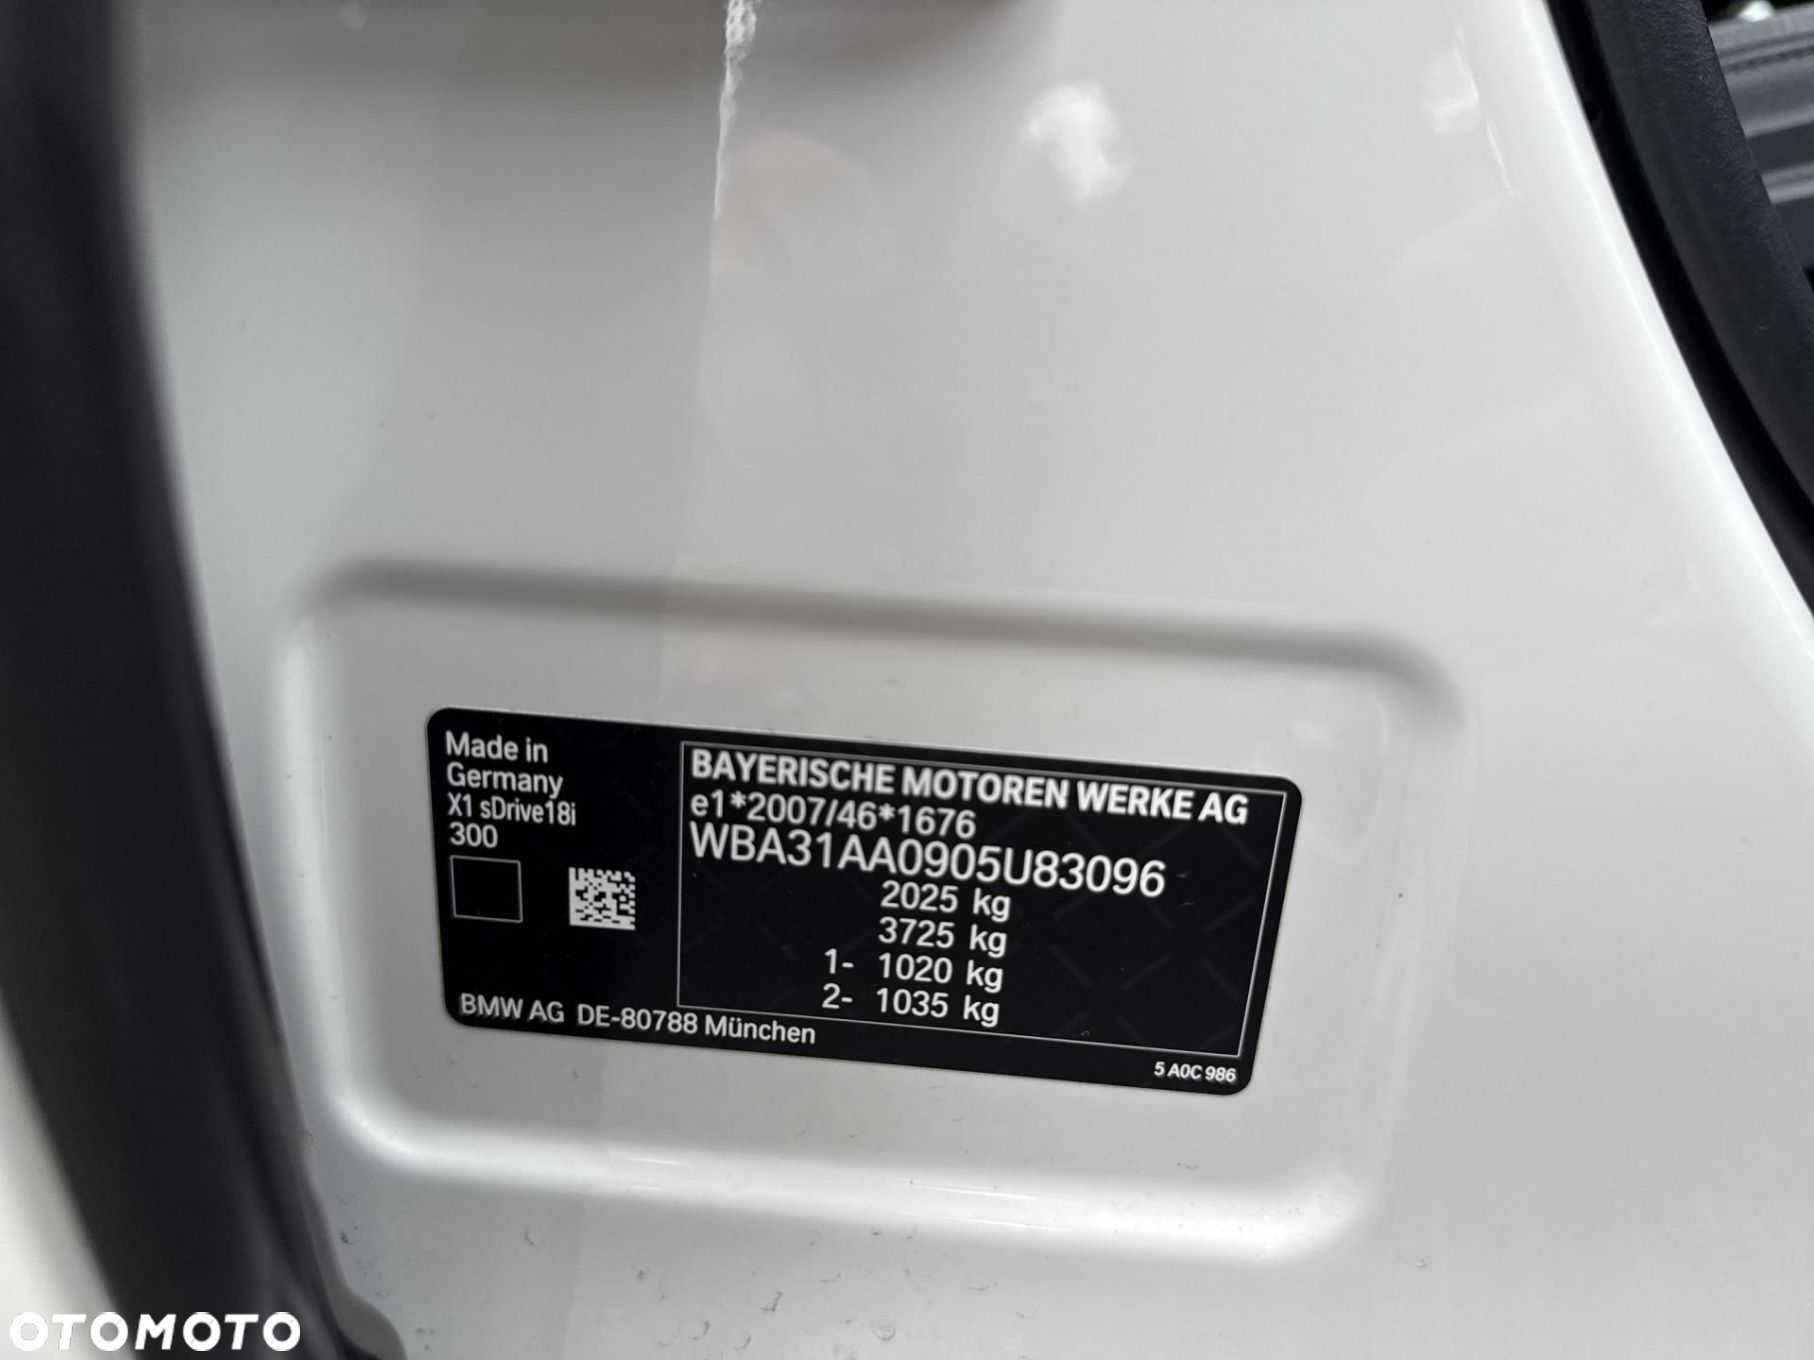 Made in
Germany
X1 sDrive18i
300
BAYERISCHE MOTOREN WERKE AG
e1*2007/46*1676
WBA31AA0905U83096
2025 kg
3725 kg
1- 1020 kg
2- 1035 kg
BMW AG DE-80788 München
5 A0C 986
OTOMOTO